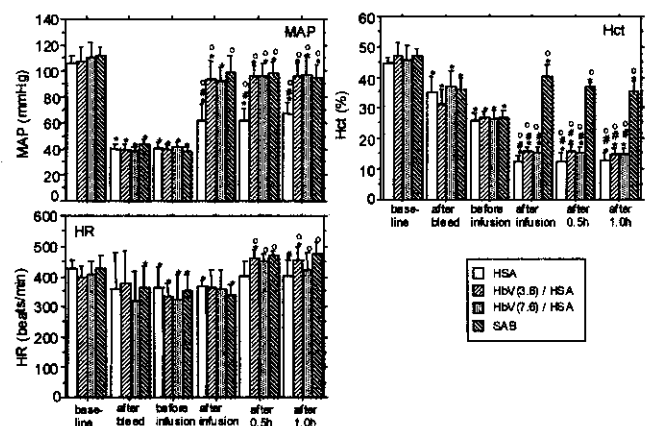 MAP
MAP (mmHg)
140
120
100
80
60
40
20
0
Hct
Hct (%)
60
50
40
30
20
10
0
base-
line
after
bleed
before
infusion
after
infusion
after
0.5h
after
1.0h
HR
HR (beats/min)
600
500
400
300
200
100
0
base-
line
after
bleed
before
infusion
after
infusion
after
0.5h
after
1.0h
HSA
HbV(3.6) / HSA
HbV(7.6) / HSA
SAB